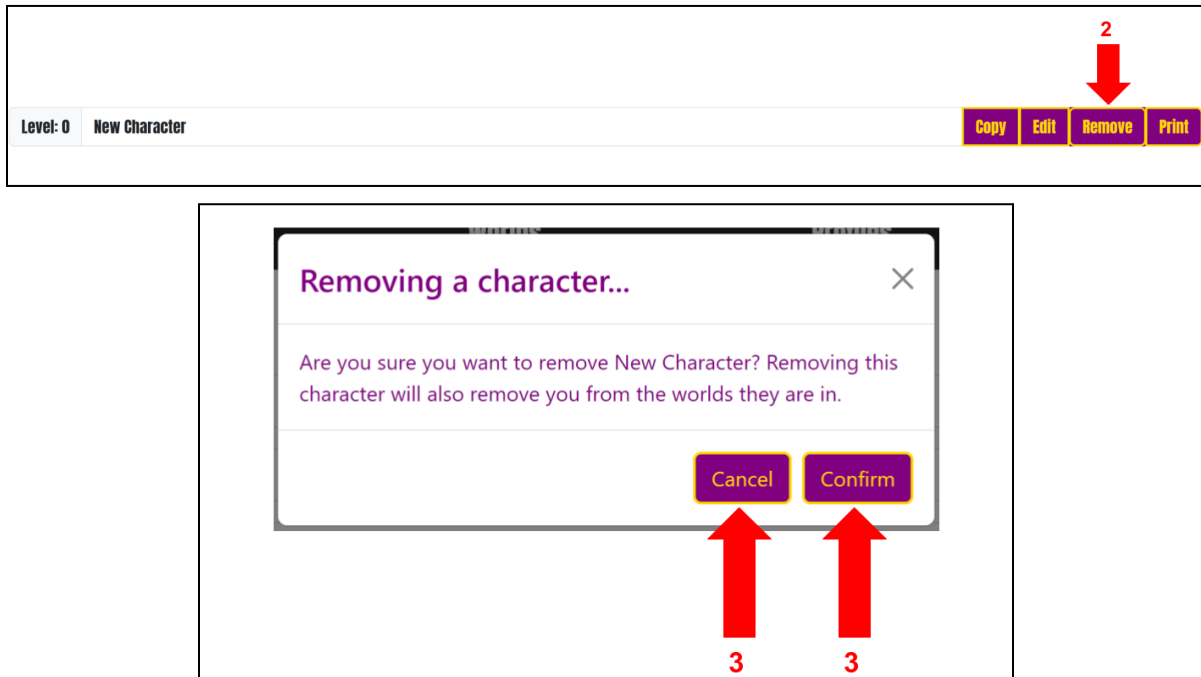 2
Level: 0 New Character Copy Edit Remove Print
Removing a character...
Are you sure you want to remove New Character? Removing this
character will also remove you from the worlds they are in.
Cancel Confirm
3 3